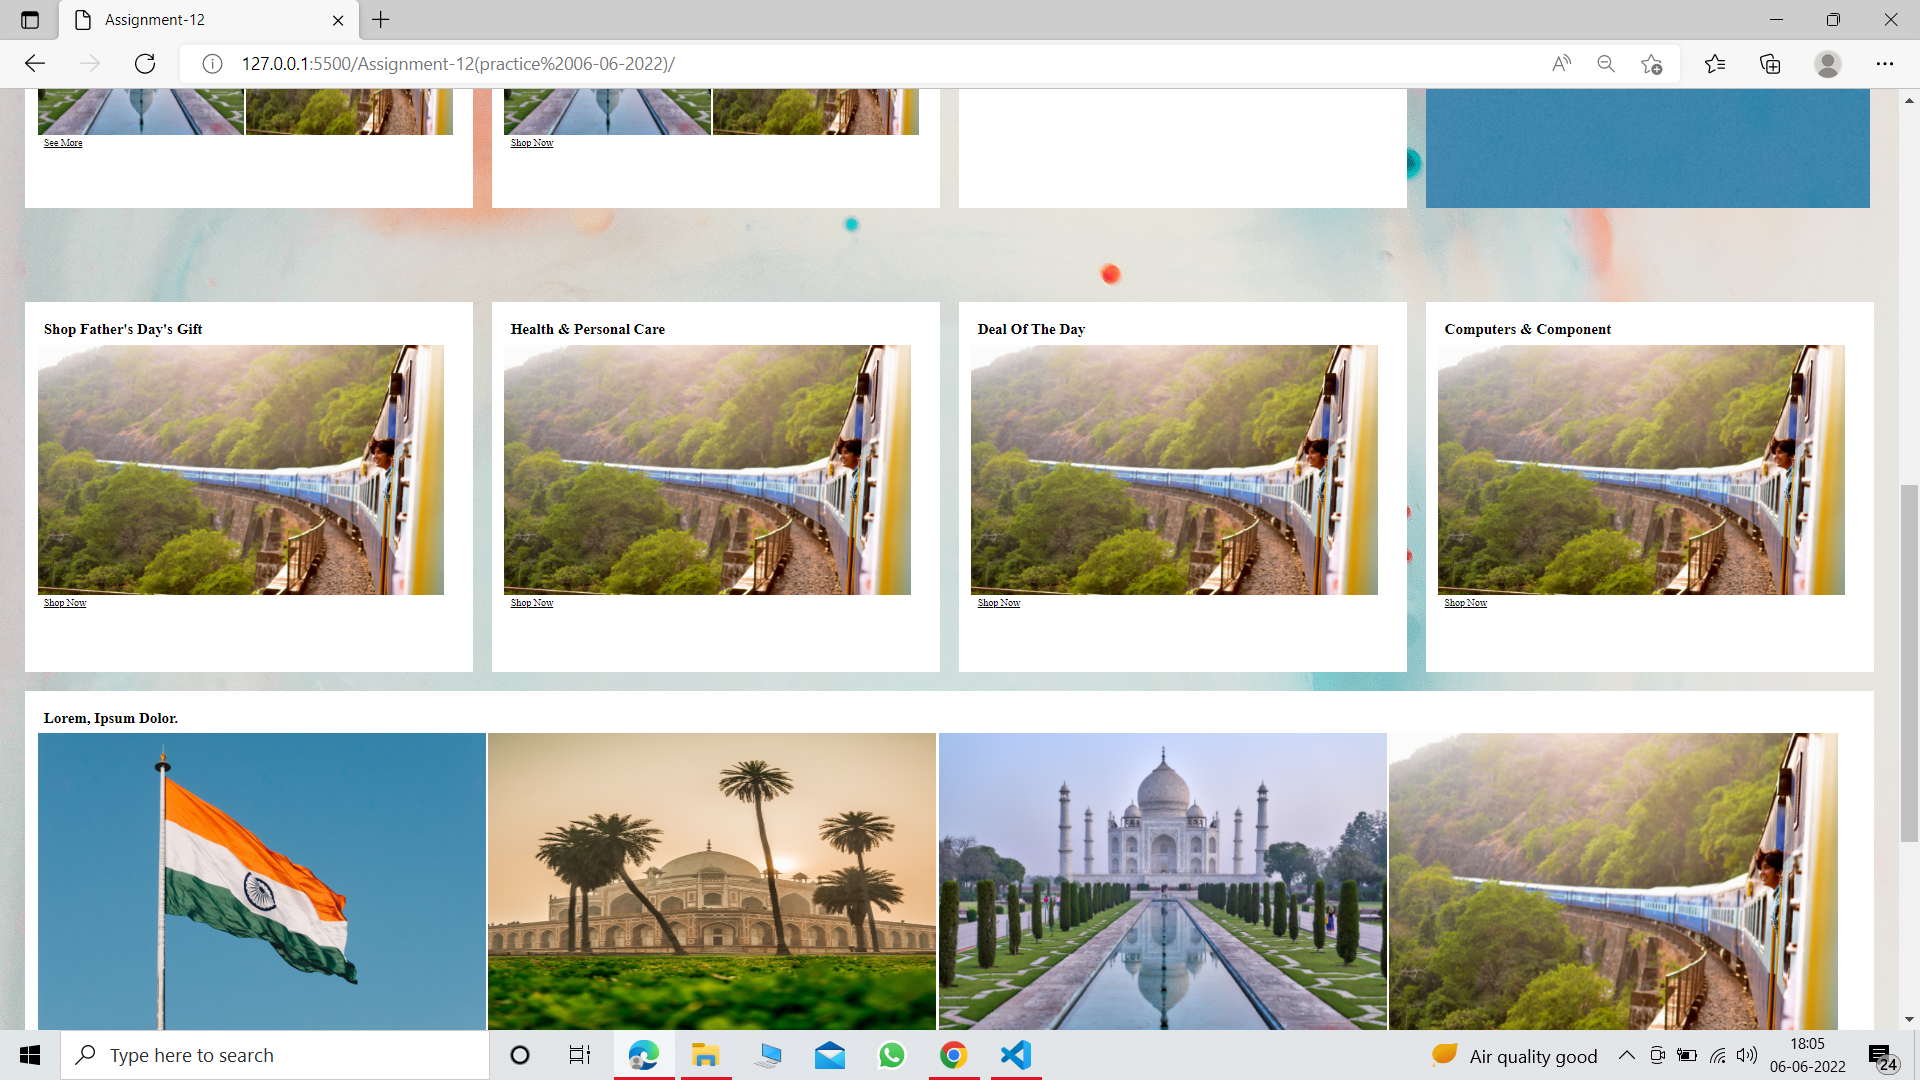 Assignment-12
127.0.0.1:5500/Assignment-12(practice%2006-06-2022)/
See More
Shop Now
Shop Father's Day's Gift
Health & Personal Care
Deal Of The Day
Computers & Component
Shop Now
Shop Now
Shop Now
Shop Now
Lorem, Ipsum Dolor.
Type here to search
Air quality good
18:05
06-06-2022
24